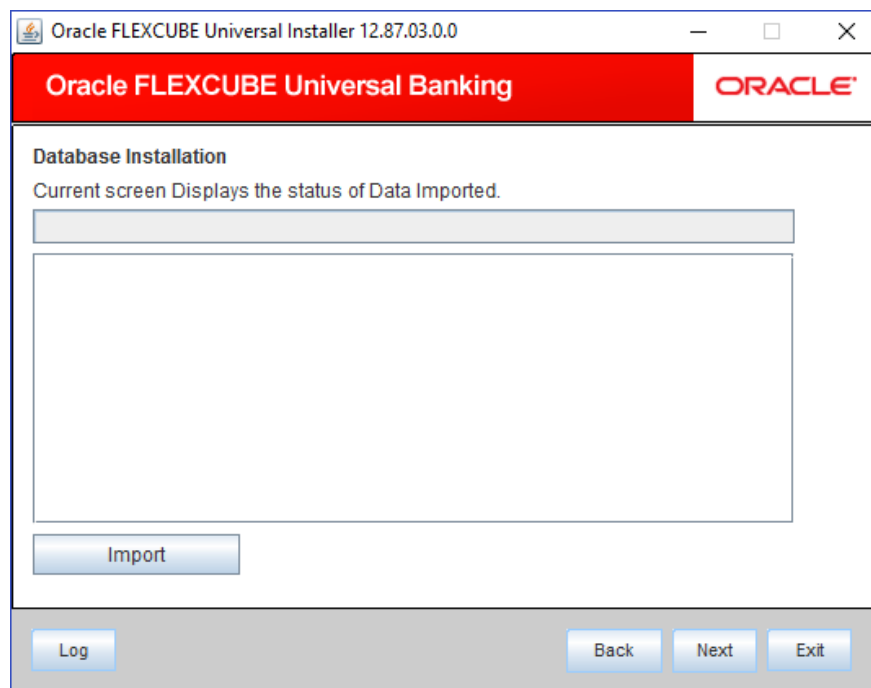 Oracle FLEXCUBE Universal Installer 12.87.03.0.0
Oracle FLEXCUBE Universal Banking
ORACLE
Database Installation
Current screen Displays the status of Data Imported.
Import
Log
Back
Next
Exit